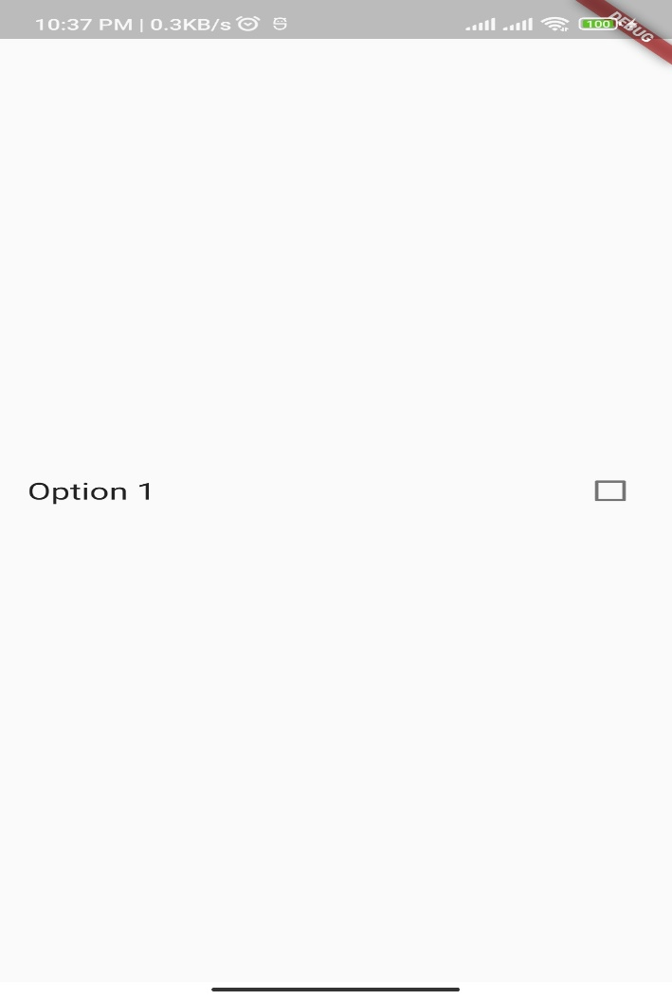 10:37 PM | 0.3KB/s
100
DEBUG
Option 1